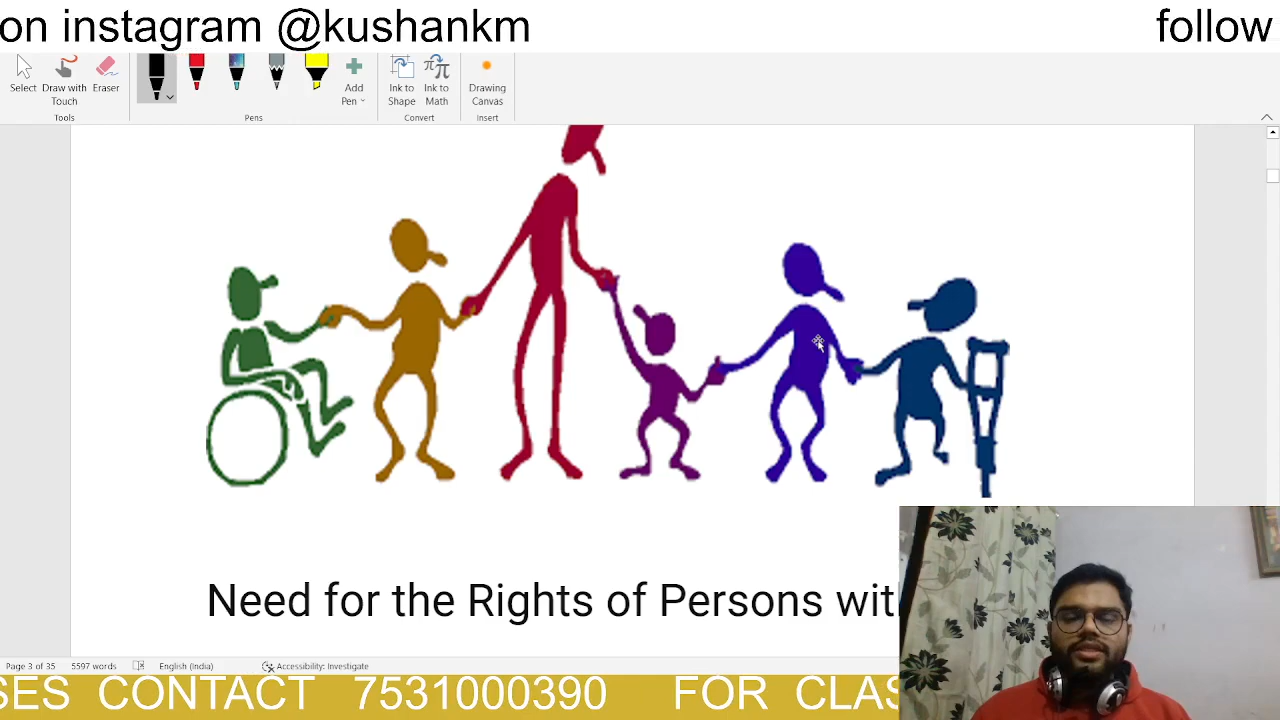 on instagram @kushankm follow
Select Draw with Touch Eraser Add Pen Ink to Shape Ink to Math Drawing Canvas
Tools Pens Convert Insert
Need for the Rights of Persons wit
Page 3 of 35 5597 words English (India) Accessibility: Investigate
SES CONTACT 7531000390 FOR CLAS